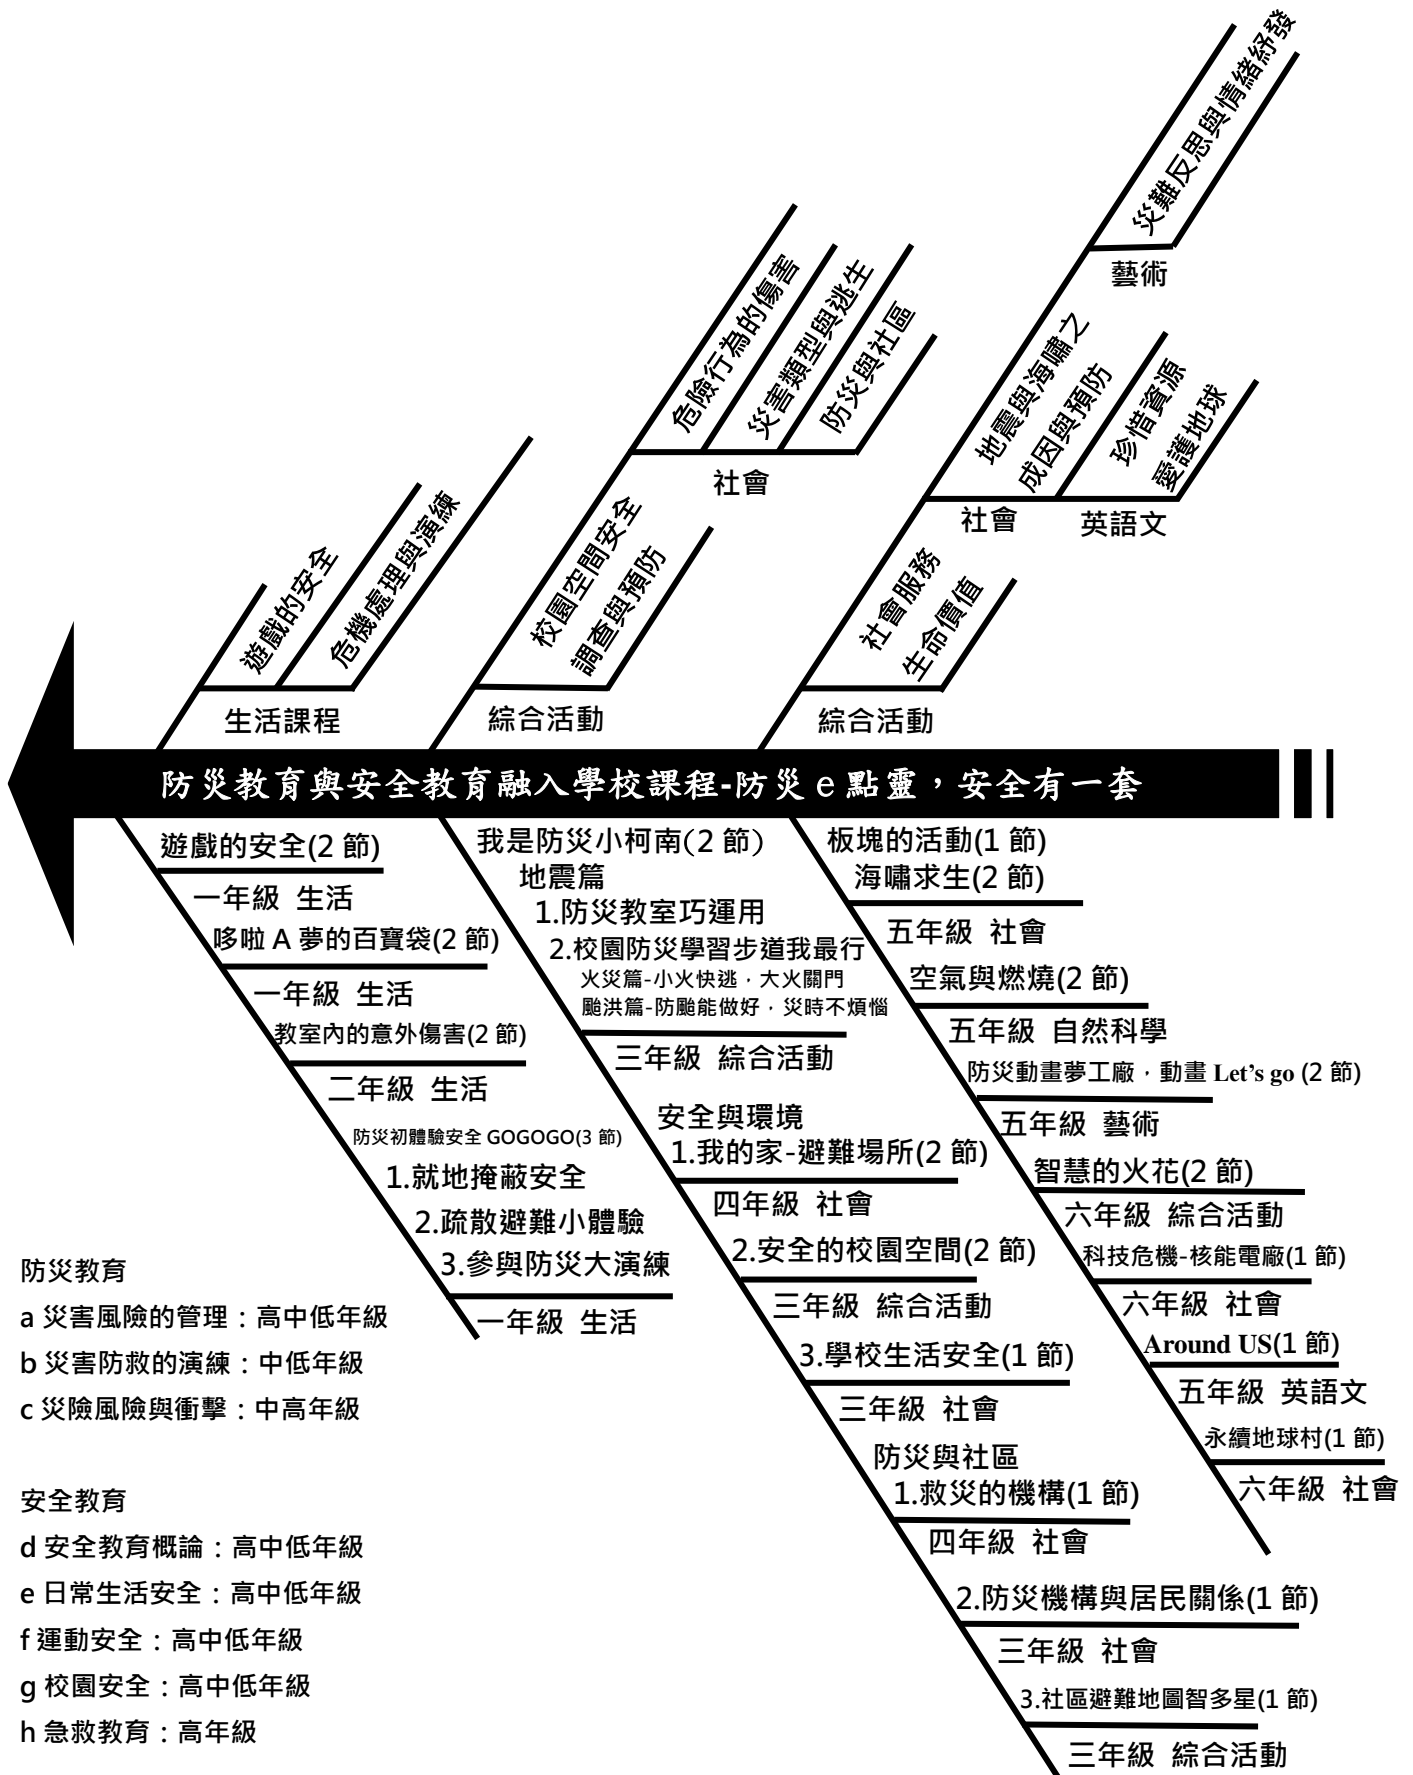 災難反思與情緒紓發
藝術
危險行為的傷害
災害類型與逃生
防災與社區
社會
地震與海嘯之
成因與預防
珍惜資源
愛護地球
社會
英語文
遊戲的安全
危機處理與演練
生活課程
校園空間安全
調查與預防
綜合活動
社會服務
生命價值
綜合活動
防災教育與安全教育融入學校課程-防災 e 點靈，安全有一套
遊戲的安全(2 節)
一年級 生活
哆啦 A 夢的百寶袋(2 節)
一年級 生活
教室內的意外傷害(2 節)
二年級 生活
防災初體驗安全 GOGOGO(3 節)
1.就地掩蔽安全
2.疏散避難小體驗
3.參與防災大演練
一年級 生活
我是防災小柯南(2 節)
地震篇
1.防災教室巧運用
2.校園防災學習步道我最行
火災篇-小火快逃，大火關門
颱洪篇-防颱能做好，災時不煩惱
三年級 綜合活動
安全與環境
1.我的家-避難場所(2 節)
四年級 社會
2.安全的校園空間(2 節)
三年級 綜合活動
3.學校生活安全(1 節)
三年級 社會
防災與社區
1.救災的機構(1 節)
四年級 社會
2.防災機構與居民關係(1 節)
三年級 社會
3.社區避難地圖智多星(1 節)
三年級 綜合活動
板塊的活動(1 節)
海嘯求生(2 節)
五年級 社會
空氣與燃燒(2 節)
五年級 自然科學
防災動畫夢工廠，動畫 Let's go (2 節)
五年級 藝術
智慧的火花(2 節)
六年級 綜合活動
科技危機-核能電廠(1 節)
六年級 社會
Around US(1 節)
五年級 英語文
永續地球村(1 節)
六年級 社會
防災教育
a 災害風險的管理：高中低年級
b 災害防救的演練：中低年級
c 災險風險與衝擊：中高年級
安全教育
d 安全教育概論：高中低年級
e 日常生活安全：高中低年級
f 運動安全：高中低年級
g 校園安全：高中低年級
h 急救教育：高年級